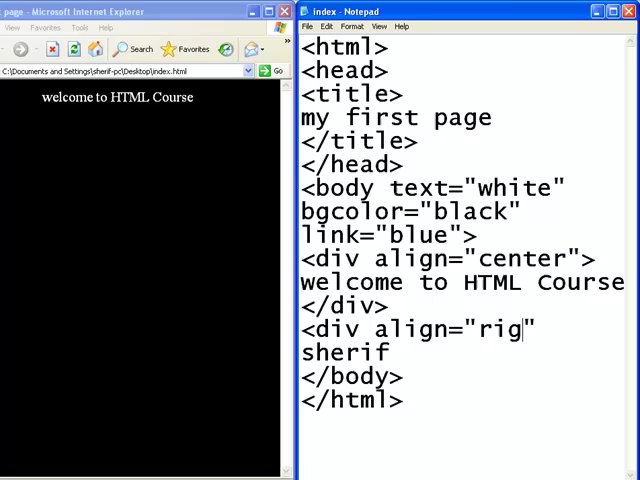 page - Microsoft Internet Explorer
View Favorites Tools Help
Search Favorites
C:\Documents and Settings\sherif-pc\Desktop\index.html Go
welcome to HTML Course
index - Notepad
File Edit Format View Help
<html>
<head>
<title>
my first page
</title>
</head>
<body text="white"
bgcolor="black"
link="blue">
<div align="center">
welcome to HTML Course
</div>
<div align="rig"
sherif
</body>
</html>